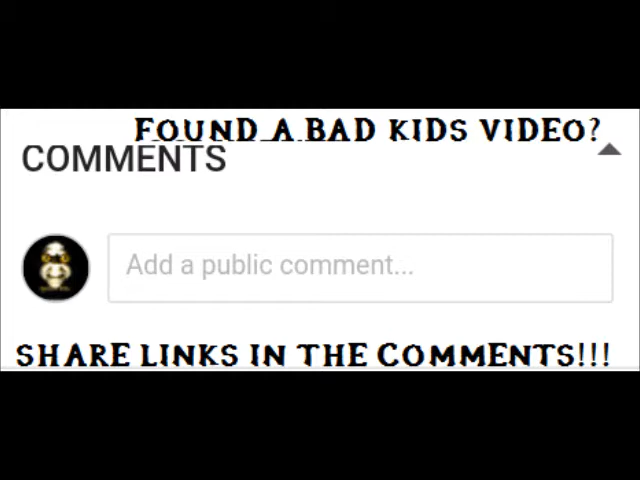 FOUND A BAD KIDS VIDEO?
COMMENTS
Add a public comment...
SHARE LINKS IN THE COMMENTS!!!